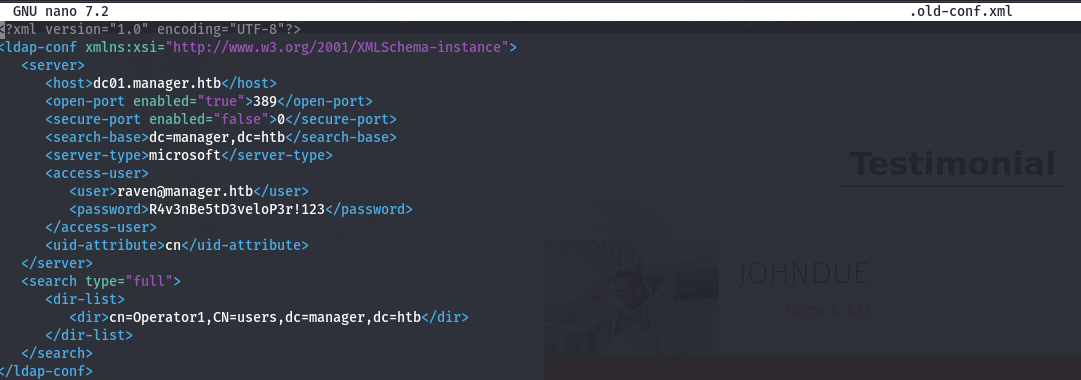 GNU nano 7.2 .old-conf.xml
<?xml version="1.0" encoding="UTF-8"?>
<ldap-conf xmlns:xsi="http://www.w3.org/2001/XMLSchema-instance">
   <server>
      <host>dc01.manager.htb</host>
      <open-port enabled="true">389</open-port>
      <secure-port enabled="false">0</secure-port>
      <search-base>dc=manager,dc=htb</search-base>
      <server-type>microsoft</server-type>
      <access-user>
         <user>raven@manager.htb</user>
         <password>R4v3nBe5tD3veloP3r!123</password>
      </access-user>
      <uid-attribute>cn</uid-attribute>
   </server>
   <search type="full">
      <dir-list>
         <dir>cn=Operator1,CN=users,dc=manager,dc=htb</dir>
      </dir-list>
   </search>
</ldap-conf>
Testimonial
JOHNDUE
Farm & CO